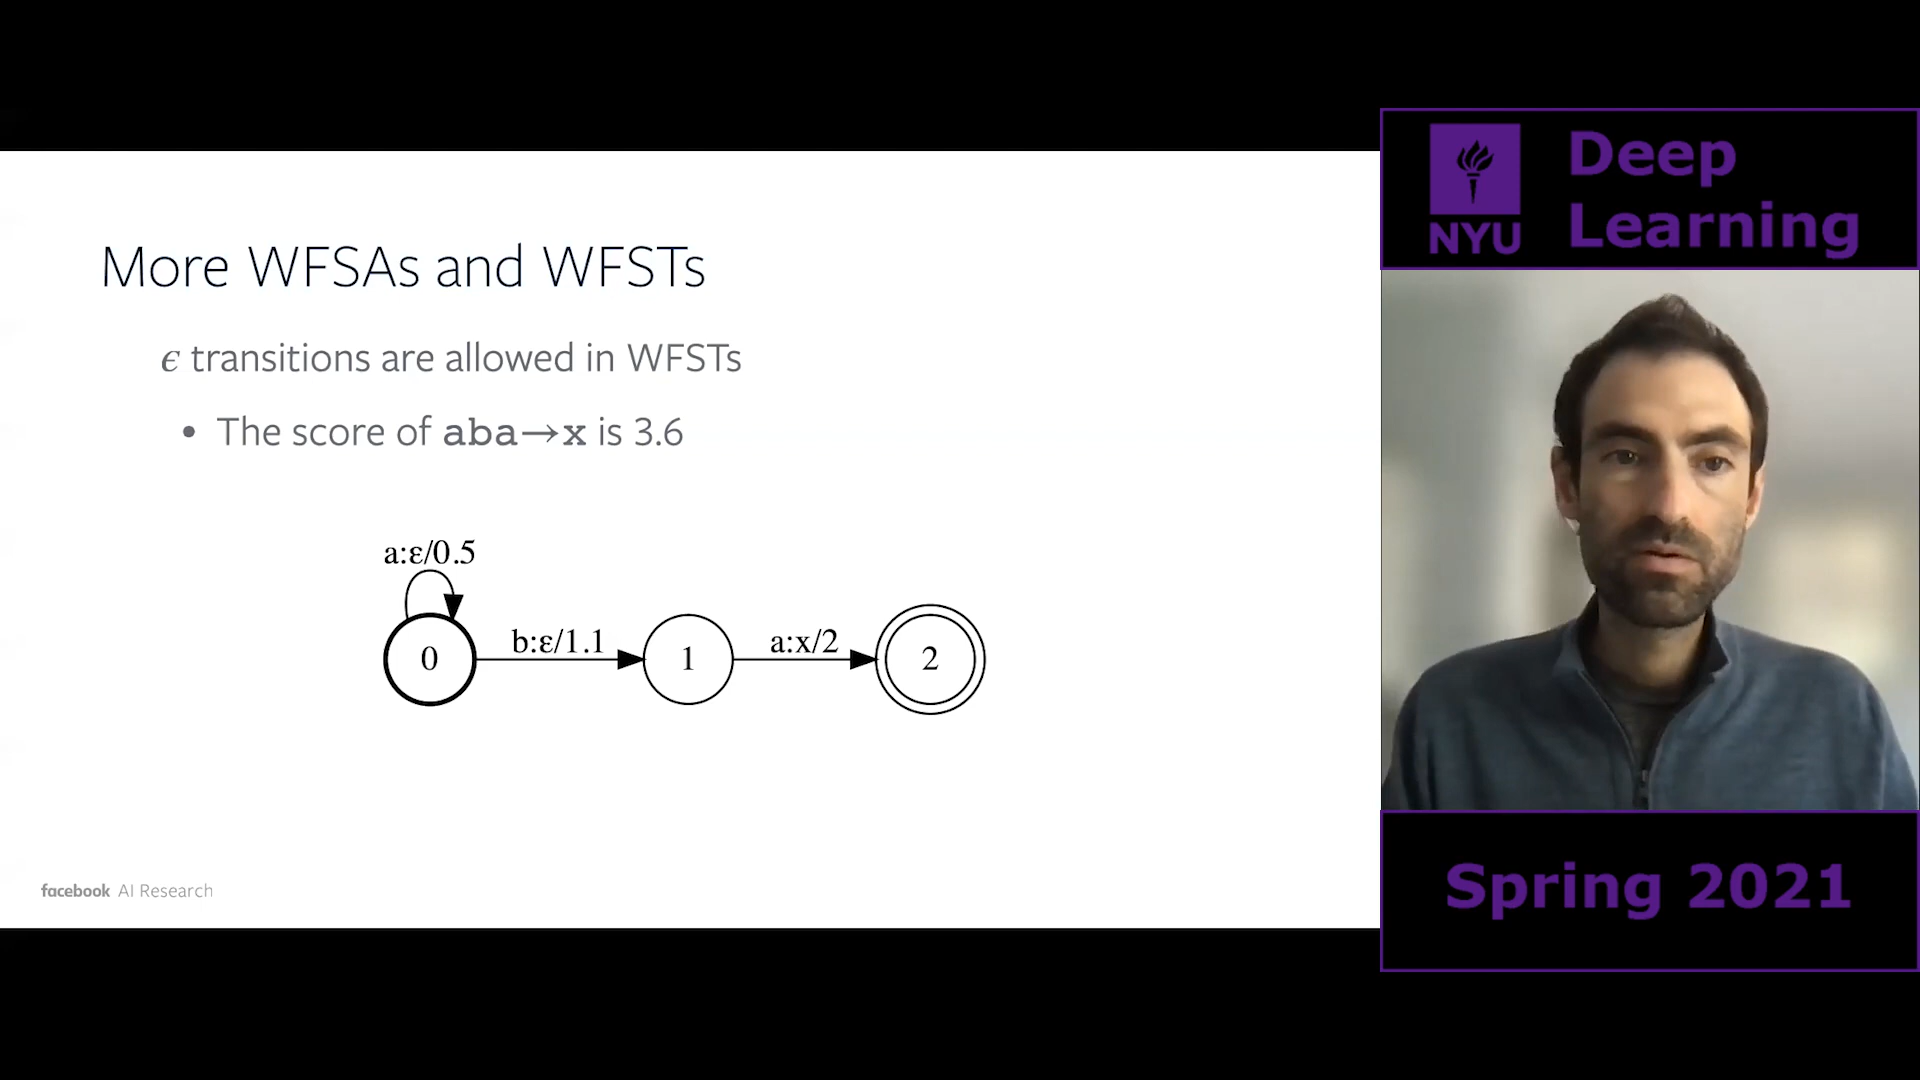 More WFSAs and WFSTs
ϵ transitions are allowed in WFSTs
• The score of aba→x is 3.6
a:ε/0.5
0
b:ε/1.1
1
a:x/2
2
facebook AI Research
NYU
Deep
Learning
Spring 2021